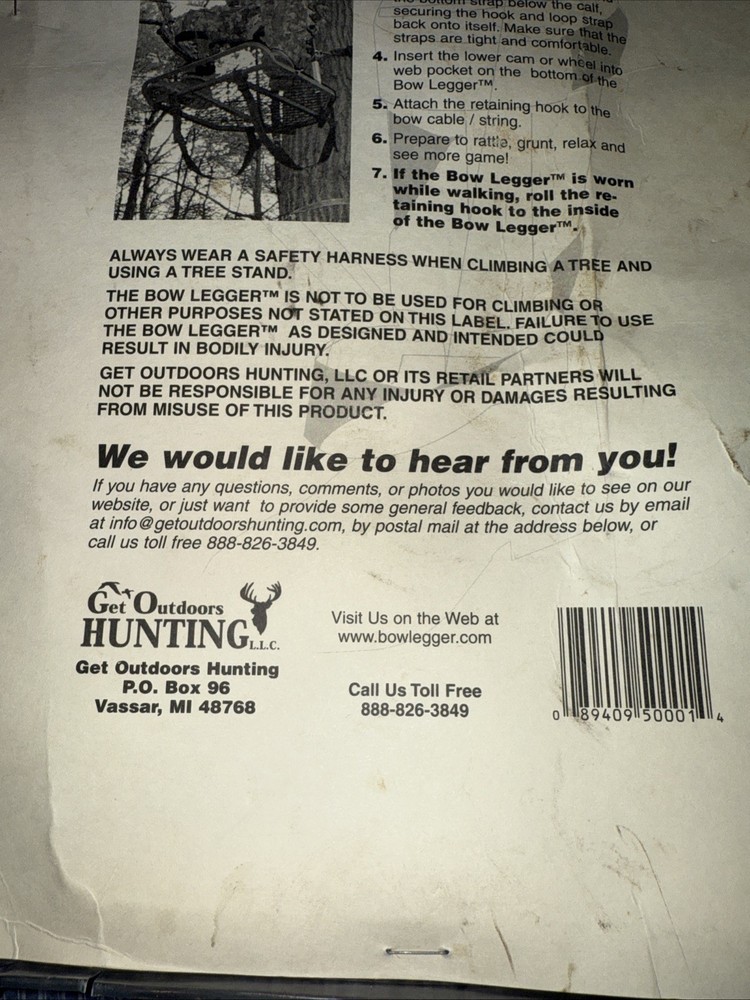 the bottom strap below the calf,
securing the hook and loop strap
back onto itself. Make sure that the
straps are tight and comfortable.
4. Insert the lower cam or wheel into
web pocket on the bottom of the
Bow Legger™.
5. Attach the retaining hook to the
bow cable / string.
6. Prepare to rattle, grunt, relax and
see more game!
7. If the Bow Legger™ is worn
while walking, roll the re-
taining hook to the inside
of the Bow Legger™.
ALWAYS WEAR A SAFETY HARNESS WHEN CLIMBING A TREE AND
USING A TREE STAND.
THE BOW LEGGER™ IS NOT TO BE USED FOR CLIMBING OR
OTHER PURPOSES NOT STATED ON THIS LABEL. FAILURE TO USE
THE BOW LEGGER™ AS DESIGNED AND INTENDED COULD
RESULT IN BODILY INJURY.
GET OUTDOORS HUNTING, LLC OR ITS RETAIL PARTNERS WILL
NOT BE RESPONSIBLE FOR ANY INJURY OR DAMAGES RESULTING
FROM MISUSE OF THIS PRODUCT.
We would like to hear from you!
If you have any questions, comments, or photos you would like to see on our
website, or just want to provide some general feedback, contact us by email
at info@getoutdoorshunting.com, by postal mail at the address below, or
call us toll free 888-826-3849.
Get Outdoors
HUNTING L.L.C.
Get Outdoors Hunting
P.O. Box 96
Vassar, MI 48768
Visit Us on the Web at
www.bowlegger.com
Call Us Toll Free
888-826-3849
0 89409 50001 4